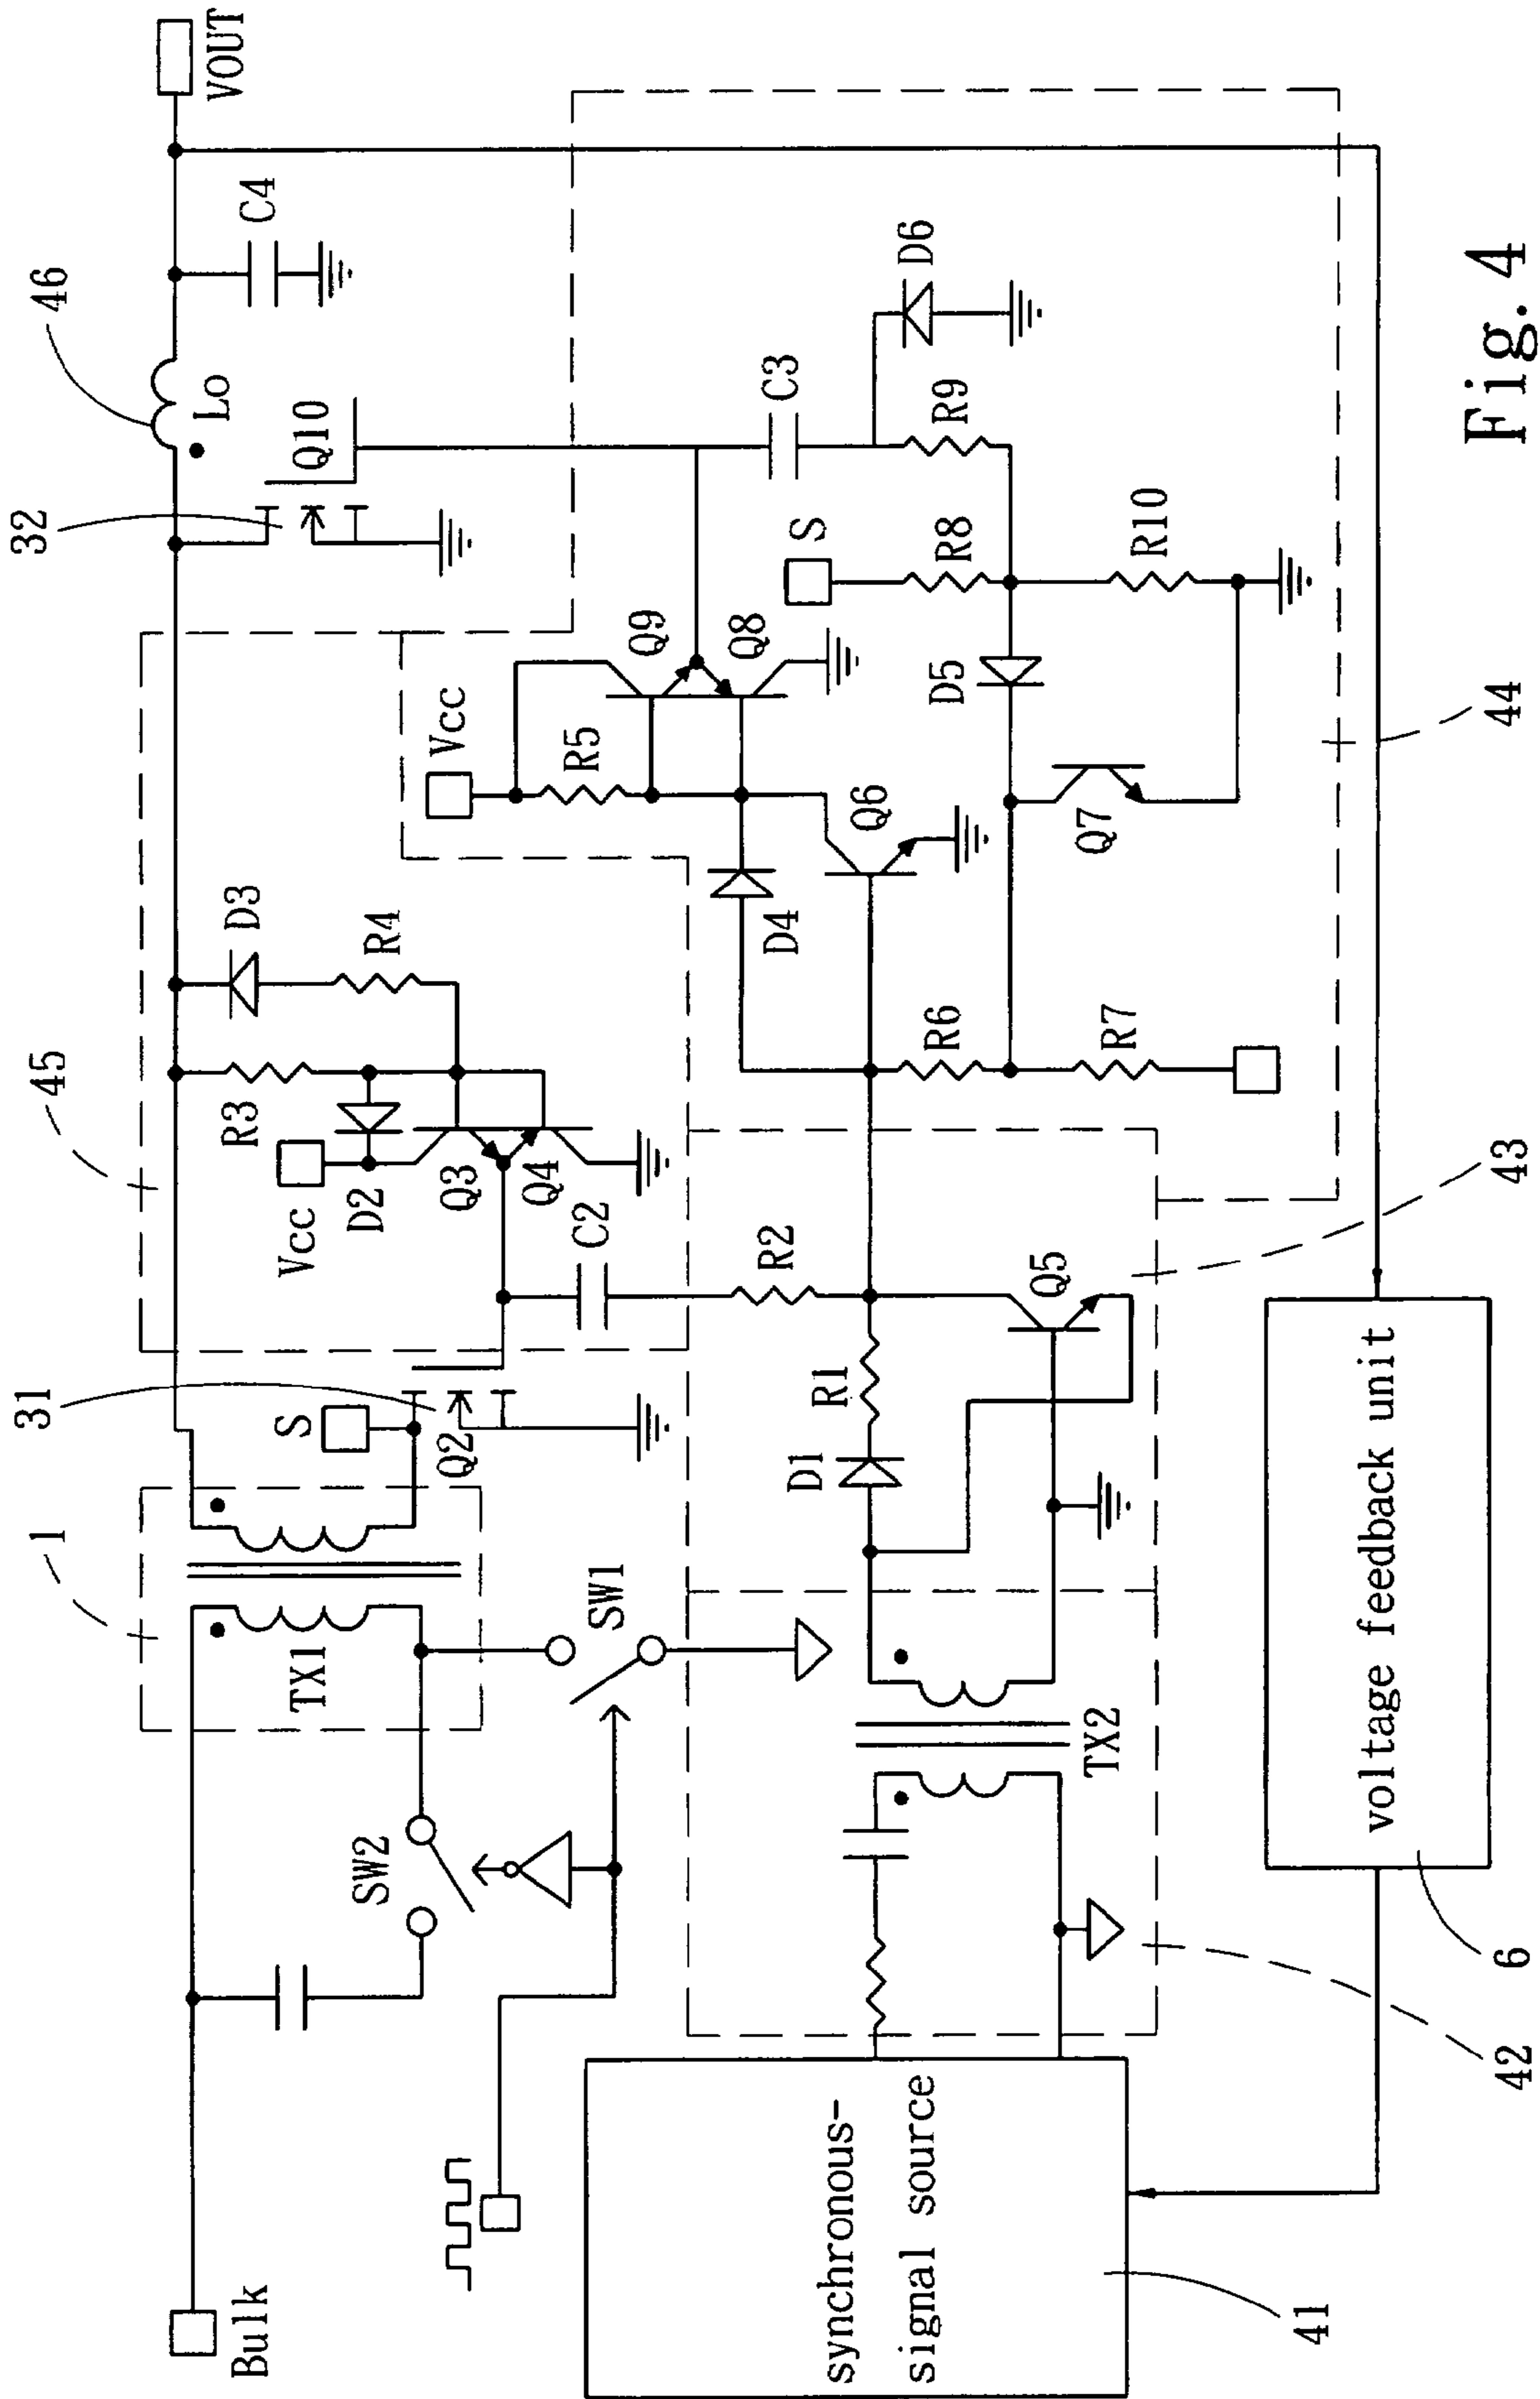 Bulk
1
TX1
SW2
SW1
S
31
Q2
45
R3
Vcc
D2
Q3
Q4
C2
D3
R4
32
Q10
46
Lo
C4
VOUT
Vcc
R5
Q9
Q8
D4
Q6
R2
S
R8
C3
R9
D6
D5
R10
Q7
R6
R7
44
D1
R1
Q5
43
TX2
42
synchronous-
signal source
41
voltage feedback unit
6
Fig. 4